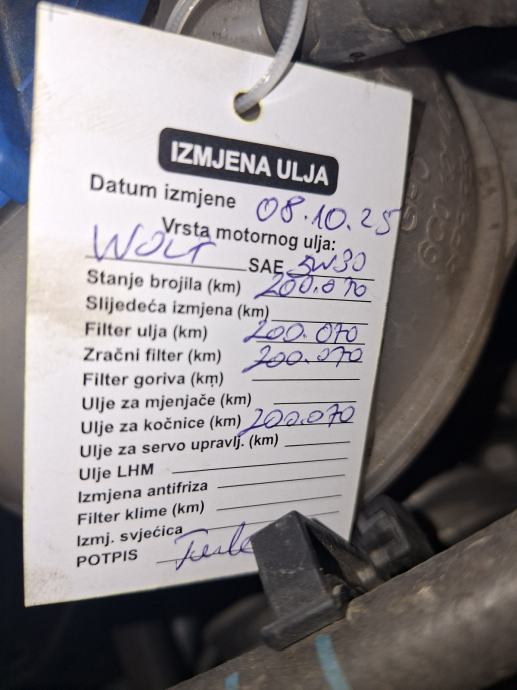 IZMJENA ULJA
Datum izmjene 08.10.25
Vrsta motornog ulja:
WOLF SAE 5W30
Stanje brojila (km) 200.070
Slijedeća izmjena (km)
Filter ulja (km) 200.070
Zračni filter (km) 200.070
Filter goriva (km)
Ulje za mjenjače (km)
Ulje za kočnice (km) 200.070
Ulje za servo upravlj. (km)
Ulje LHM
Izmjena antifriza
Filter klime (km)
Izmj. svjećica
POTPIS